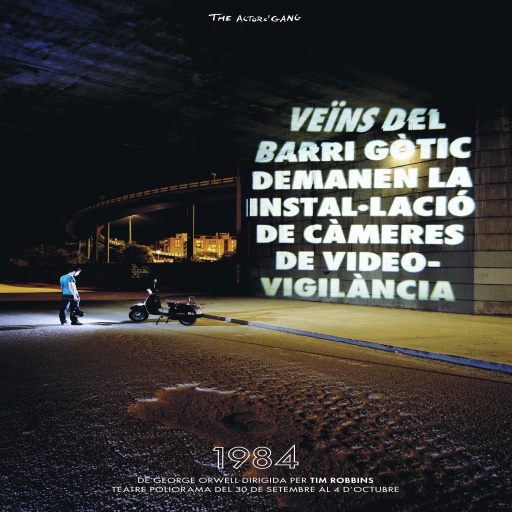 THE ACTORS' GANG
VEÏNS DEL
BARRI GÒTIC
DEMANEN LA
INSTAL·LACIÓ
DE CÀMERES
DE VIDEO-
VIGILÀNCIA
1984
DE GEORGE ORWELL DIRIGIDA PER TIM ROBBINS
TEATRE POLIORAMA DEL 30 DE SETEMBRE AL 4 D'OCTUBRE